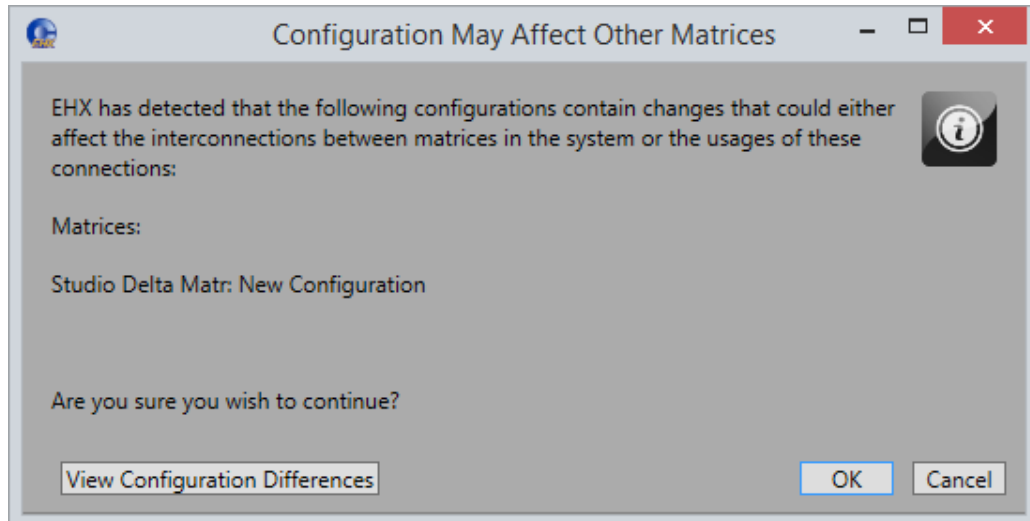 Configuration May Affect Other Matrices
EHX has detected that the following configurations contain changes that could either
affect the interconnections between matrices in the system or the usages of these
connections:
Matrices:
Studio Delta Matr: New Configuration
Are you sure you wish to continue?
View Configuration Differences
OK
Cancel